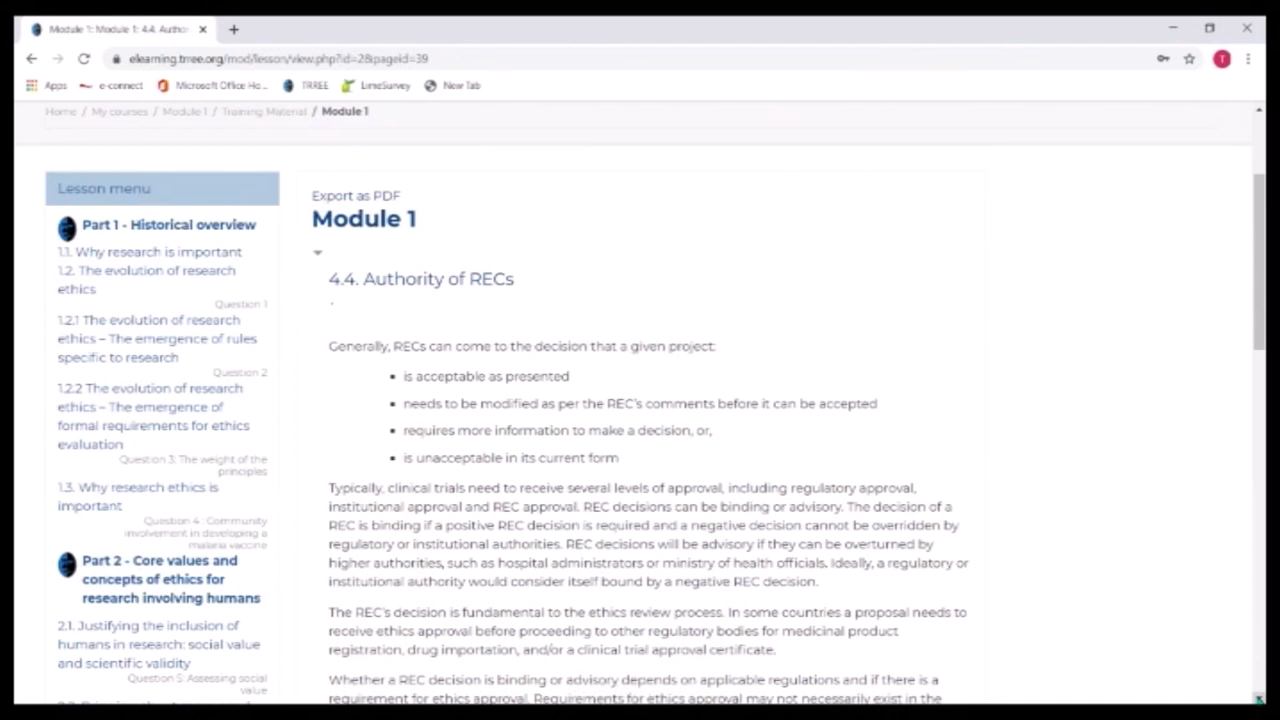 Module 1: Module 1: 4.4. Autho
elearning.trree.org/mod/lesson/view.php?id=2&pageid=39
T
Apps e-connect Microsoft Office Ho... TRREE LimeSurvey New Tab
Home / My courses / Module 1 / Training Material / Module 1
Lesson menu
Part 1 - Historical overview
1.1. Why research is important
1.2. The evolution of research
ethics
Question 1
1.2.1 The evolution of research
ethics – The emergence of rules
specific to research
Question 2
1.2.2 The evolution of research
ethics – The emergence of
formal requirements for ethics
evaluation
Question 3: The weight of the
principles
1.3. Why research ethics is
important
Question 4 : Community
involvement in developing a
malaria vaccine
Part 2 - Core values and
concepts of ethics for
research involving humans
2.1. Justifying the inclusion of
humans in research: social value
and scientific validity
Question 5: Assessing social
value
Export as PDF
Module 1
4.4. Authority of RECs
.
Generally, RECs can come to the decision that a given project:
▪ is acceptable as presented
▪ needs to be modified as per the REC's comments before it can be accepted
▪ requires more information to make a decision, or,
▪ is unacceptable in its current form
Typically, clinical trials need to receive several levels of approval, including regulatory approval,
institutional approval and REC approval. REC decisions can be binding or advisory. The decision of a
REC is binding if a positive REC decision is required and a negative decision cannot be overridden by
regulatory or institutional authorities. REC decisions will be advisory if they can be overturned by
higher authorities, such as hospital administrators or ministry of health officials. Ideally, a regulatory or
institutional authority would consider itself bound by a negative REC decision.
The REC's decision is fundamental to the ethics review process. In some countries a proposal needs to
receive ethics approval before proceeding to other regulatory bodies for medicinal product
registration, drug importation, and/or a clinical trial approval certificate.
Whether a REC decision is binding or advisory depends on applicable regulations and if there is a
requirement for ethics approval. Requirements for ethics approval may not necessarily exist in the